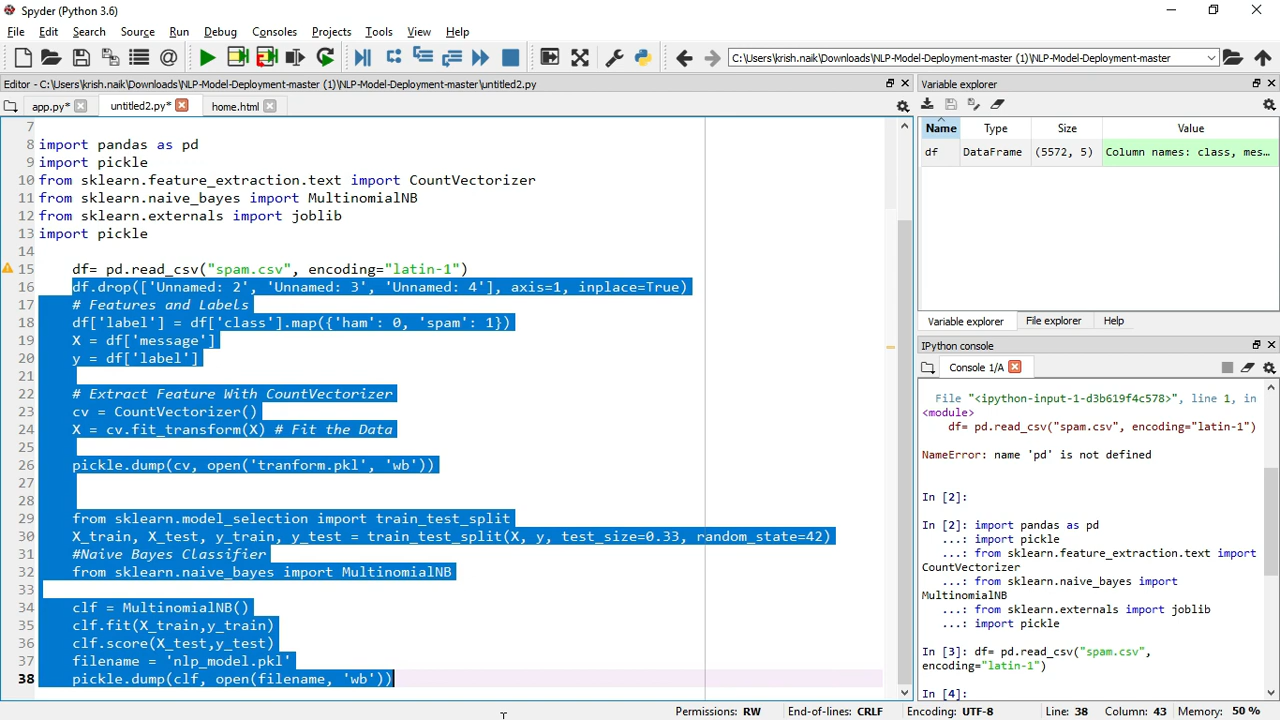 Spyder (Python 3.6)
File Edit Search Source Run Debug Consoles Projects Tools View Help
C:\Users\krish.naik\Downloads\NLP-Model-Deployment-master (1)\NLP-Model-Deployment-master
Editor - C:\Users\krish.naik\Downloads\NLP-Model-Deployment-master (1)\NLP-Model-Deployment-master\untitled2.py
app.py* untitled2.py* home.html
7
8 import pandas as pd
9 import pickle
10 from sklearn.feature_extraction.text import CountVectorizer
11 from sklearn.naive_bayes import MultinomialNB
12 from sklearn.externals import joblib
13 import pickle
14
15 df= pd.read_csv("spam.csv", encoding="latin-1")
16 df.drop(['Unnamed: 2', 'Unnamed: 3', 'Unnamed: 4'], axis=1, inplace=True)
17 # Features and Labels
18 df['label'] = df['class'].map({'ham': 0, 'spam': 1})
19 X = df['message']
20 y = df['label']
21
22 # Extract Feature With CountVectorizer
23 cv = CountVectorizer()
24 X = cv.fit_transform(X) # Fit the Data
25
26 pickle.dump(cv, open('tranform.pkl', 'wb'))
27
28
29 from sklearn.model_selection import train_test_split
30 X_train, X_test, y_train, y_test = train_test_split(X, y, test_size=0.33, random_state=42)
31 #Naive Bayes Classifier
32 from sklearn.naive_bayes import MultinomialNB
33
34 clf = MultinomialNB()
35 clf.fit(X_train,y_train)
36 clf.score(X_test,y_test)
37 filename = 'nlp_model.pkl'
38 pickle.dump(clf, open(filename, 'wb'))
Variable explorer
Name Type Size Value
df DataFrame (5572, 5) Column names: class, mes...
Variable explorer File explorer Help
IPython console
Console 1/A
File "<ipython-input-1-d3b619f4c578>", line 1, in
<module>
df= pd.read_csv("spam.csv", encoding="latin-1")
NameError: name 'pd' is not defined
In [2]:
In [2]: import pandas as pd
...: import pickle
...: from sklearn.feature_extraction.text import
CountVectorizer
...: from sklearn.naive_bayes import
MultinomialNB
...: from sklearn.externals import joblib
...: import pickle
In [3]: df= pd.read_csv("spam.csv",
encoding="latin-1")
In [4]:
Permissions: RW End-of-lines: CRLF Encoding: UTF-8 Line: 38 Column: 43 Memory: 50 %